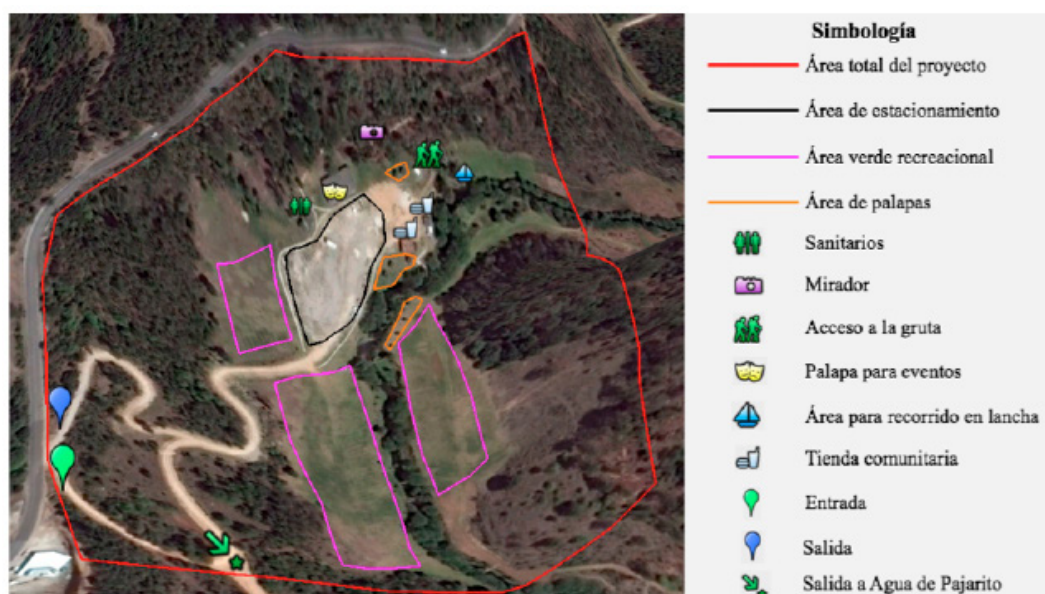 Simbología
Área total del proyecto
Área de estacionamiento
Área verde recreacional
Área de palapas
Sanitarios
Mirador
Acceso a la gruta
Palapa para eventos
Área para recorrido en lancha
Tienda comunitaria
Entrada
Salida
Salida a Agua de Pajarito